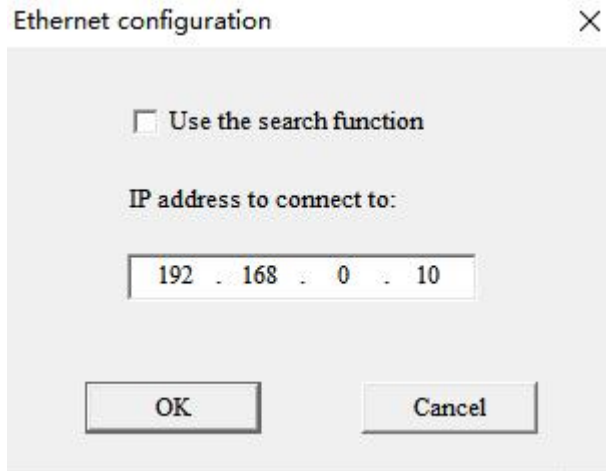 Ethernet configuration
Use the search function
IP address to connect to:
192 . 168 . 0 . 10
OK Cancel